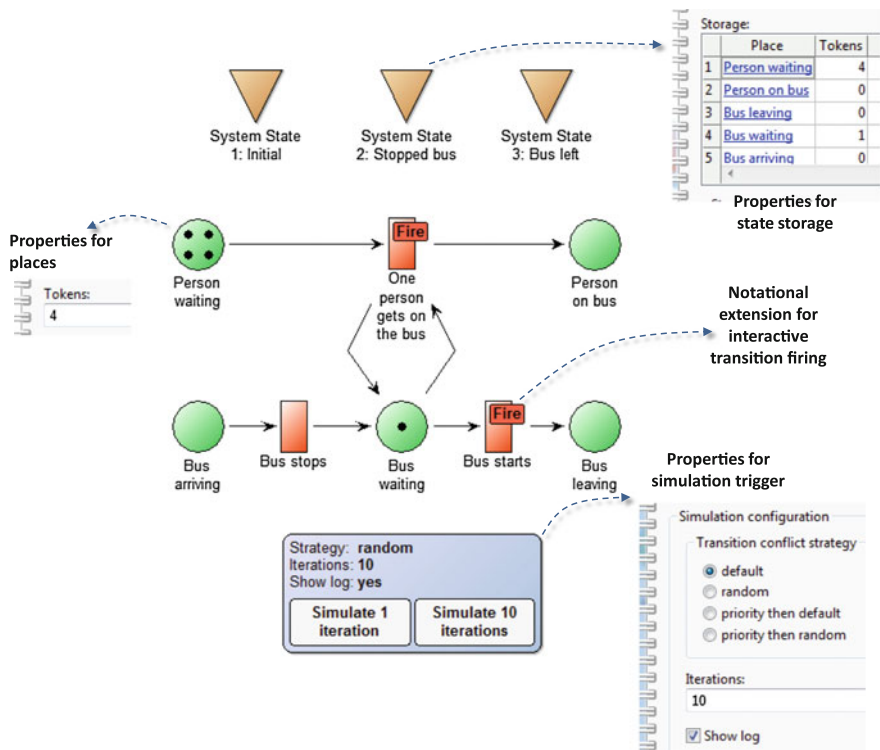 Storage:
Place Tokens
1 Person waiting 4
2 Person on bus 0
3 Bus leaving 0
4 Bus waiting 1
5 Bus arriving 0
Properties for
state storage
System State
1: Initial
System State
2: Stopped bus
System State
3: Bus left
Properties for
places
Tokens:
4
Person
waiting
Fire
One
person
gets on
the bus
Person
on bus
Notational
extension for
interactive
transition firing
Bus
arriving
Bus stops
Bus
waiting
Fire
Bus starts
Bus
leaving
Properties for
simulation trigger
Strategy: random
Iterations: 10
Show log: yes
Simulate 1
iteration
Simulate 10
iterations
Simulation configuration
Transition conflict strategy
default
random
priority then default
priority then random
Iterations:
10
Show log